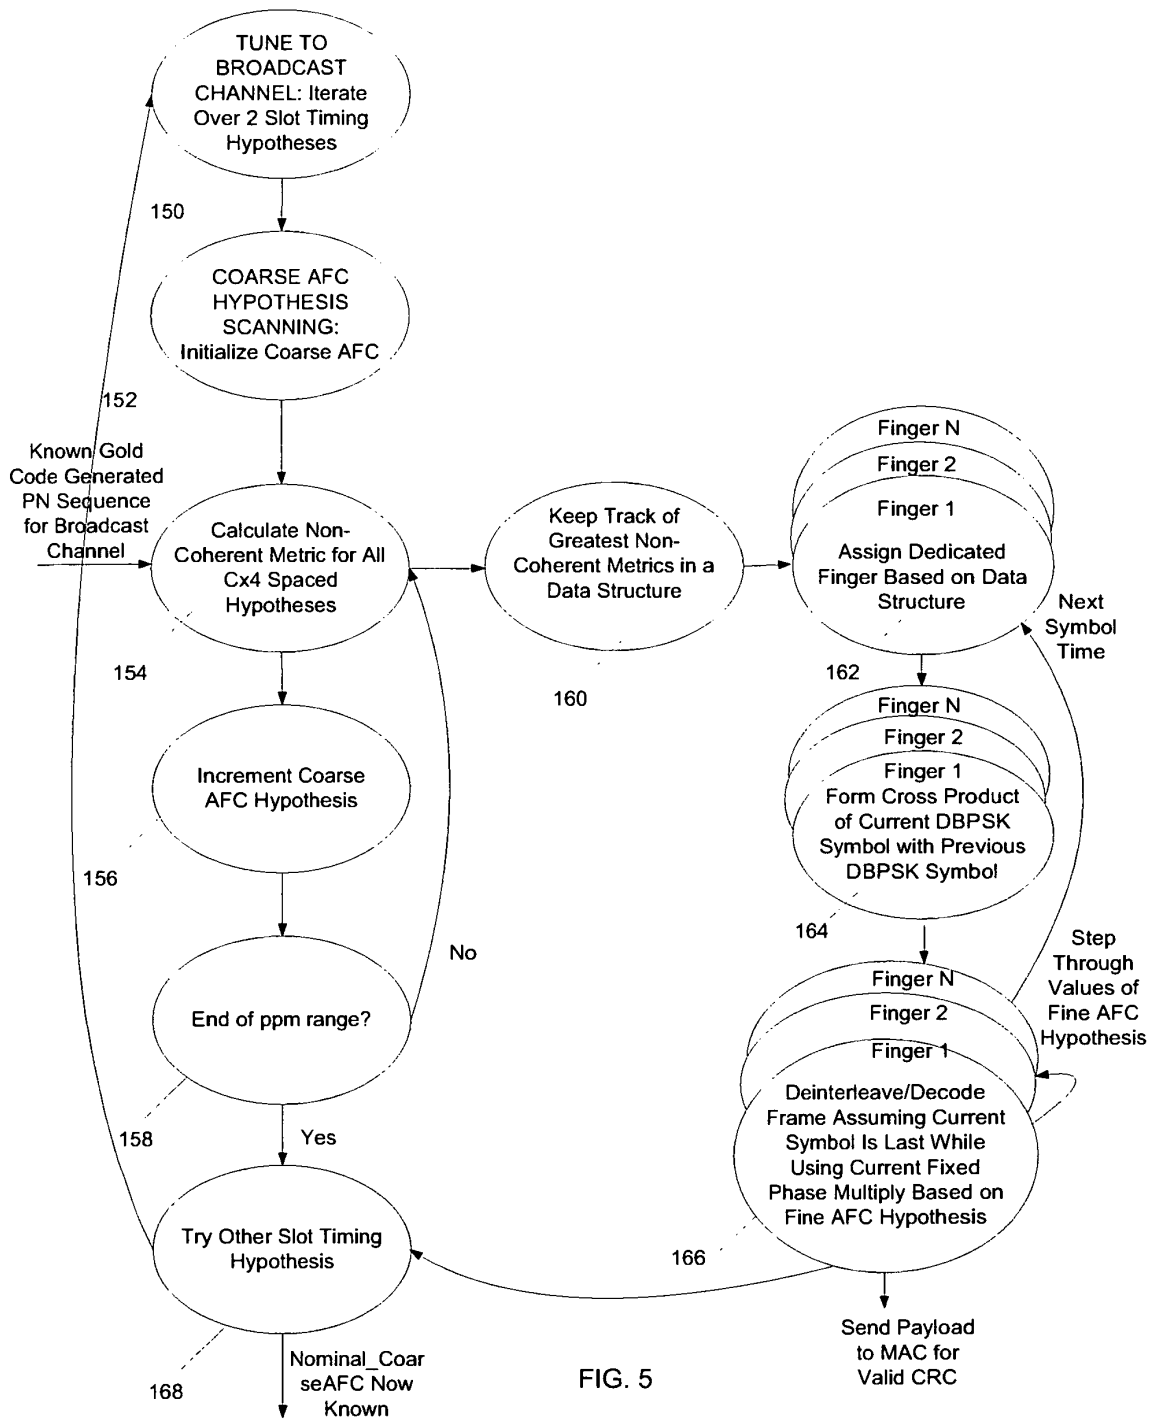 TUNE TO
BROADCAST
CHANNEL: Iterate
Over 2 Slot Timing
Hypotheses
150
COARSE AFC
HYPOTHESIS
SCANNING:
Initialize Coarse AFC
152
Known Gold
Code Generated
PN Sequence
for Broadcast
Channel
Calculate Non-
Coherent Metric for All
Cx4 Spaced
Hypotheses
154
Keep Track of
Greatest Non-
Coherent Metrics in a
Data Structure
160
Finger N
Finger 2
Finger 1
Assign Dedicated
Finger Based on Data
Structure
162
Next
Symbol
Time
Increment Coarse
AFC Hypothesis
156
Finger N
Finger 2
Finger 1
Form Cross Product
of Current DBPSK
Symbol with Previous
DBPSK Symbol
164
End of ppm range?
No
158
Yes
Finger N
Finger 2
Finger 1
Deinterleave/Decode
Frame Assuming Current
Symbol Is Last While
Using Current Fixed
Phase Multiply Based on
Fine AFC Hypothesis
166
Step
Through
Values of
Fine AFC
Hypothesis
Try Other Slot Timing
Hypothesis
168
Nominal_Coar
seAFC Now
Known
Send Payload
to MAC for
Valid CRC
FIG. 5